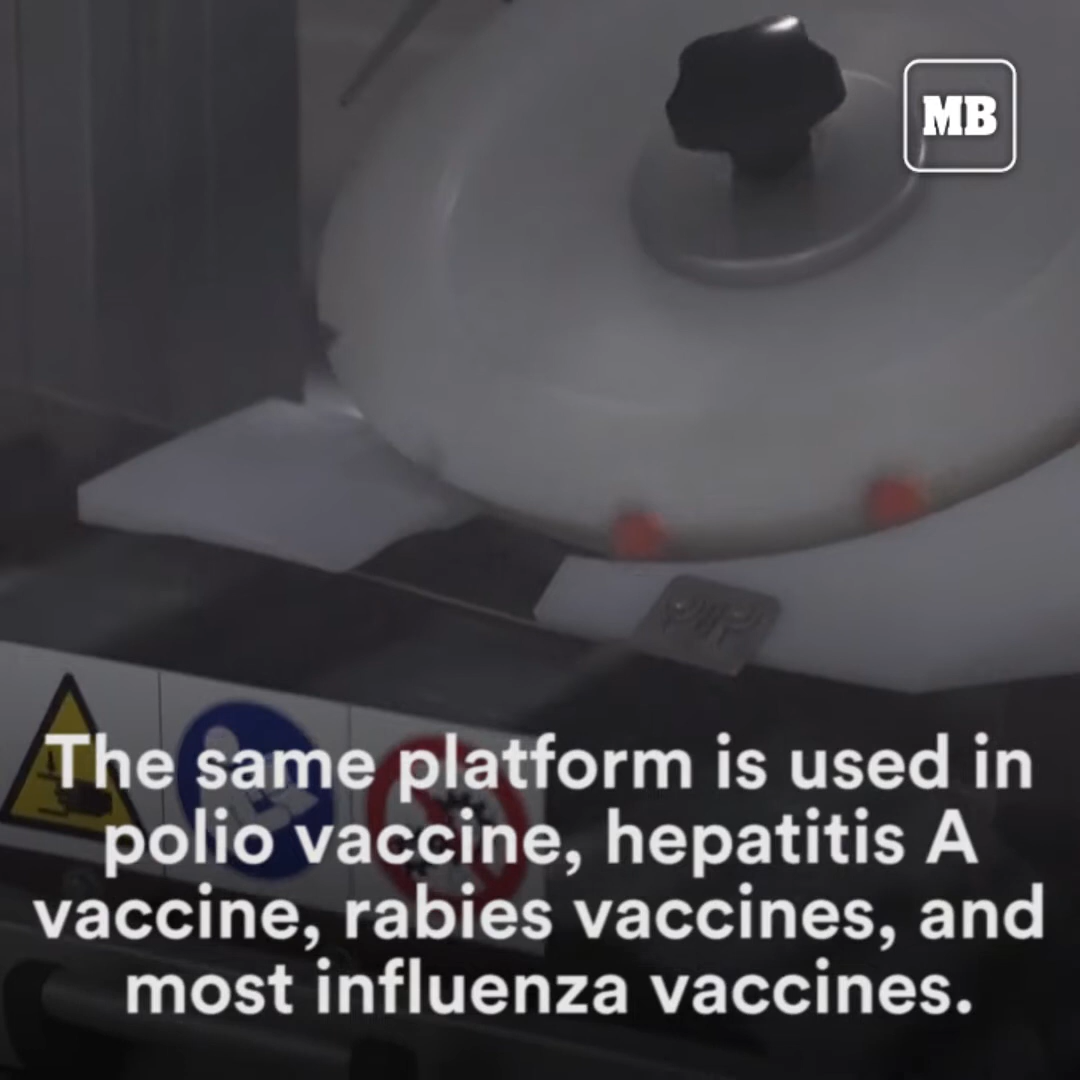 MB
The same platform is used in
polio vaccine, hepatitis A
vaccine, rabies vaccines, and
most influenza vaccines.